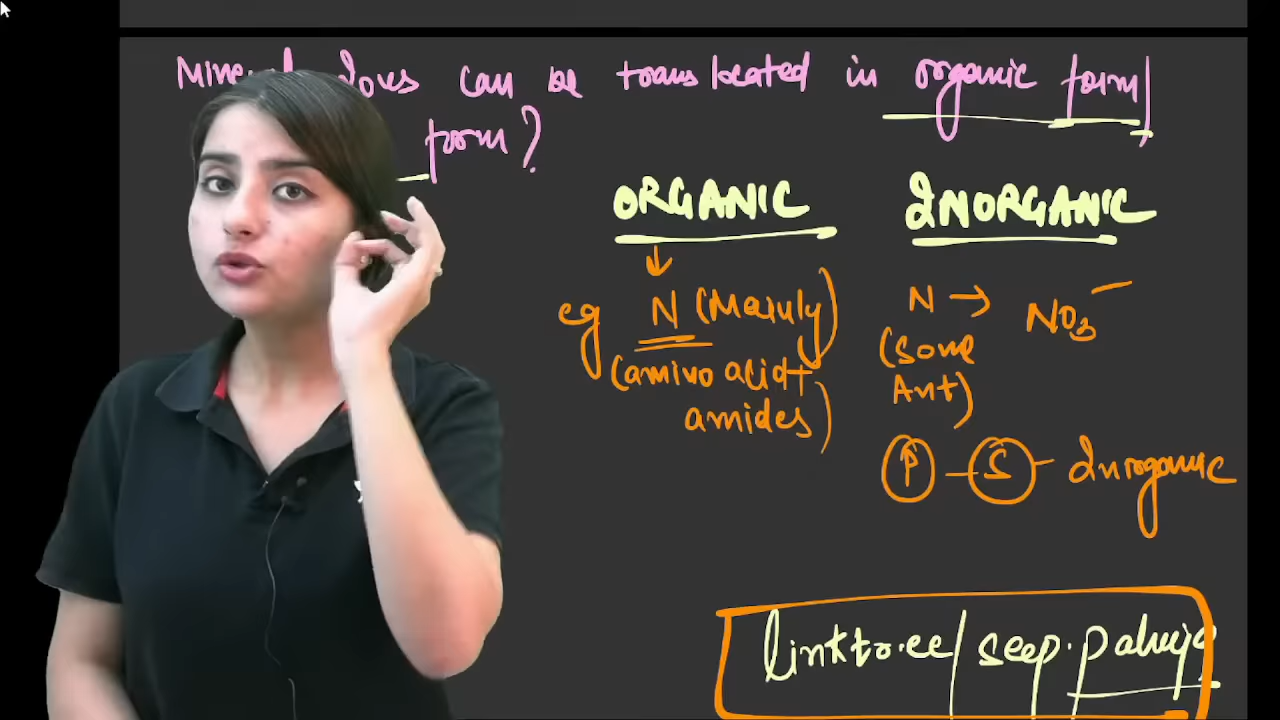 ions can be translocated in organic form
form?
ORGANIC INORGANIC
eg N (Mainly) N → NO3-
(amino acid + (some
amides) Amt)
P - S - Inorganic
linktr.ee/seep.pahuja